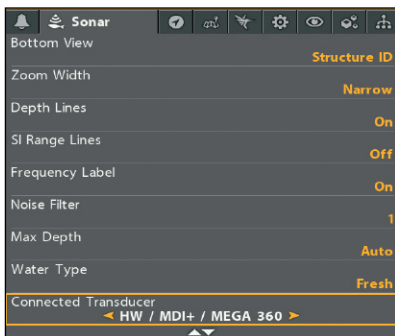 Sonar
Bottom View
Structure ID
Zoom Width
Narrow
Depth Lines
On
SI Range Lines
Off
Frequency Label
On
Noise Filter
1
Max Depth
Auto
Water Type
Fresh
Connected Transducer
HW / MDI+ / MEGA 360